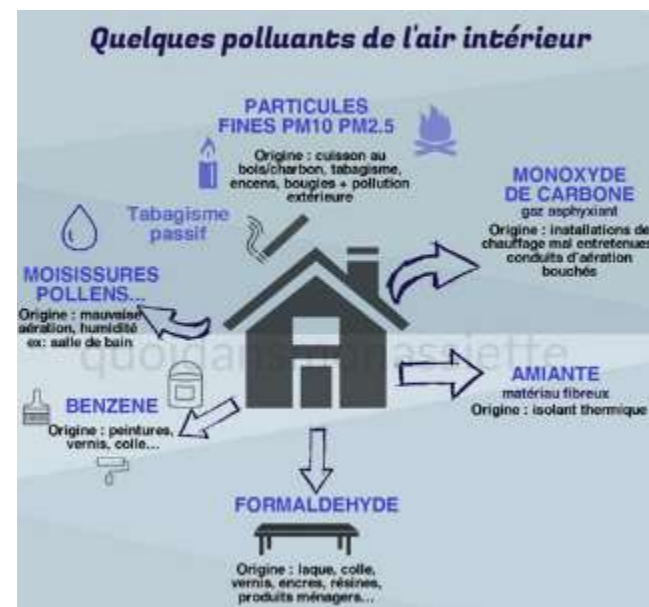 Quelques polluants de l'air intérieur
PARTICULES
FINES PM10 PM2.5
Origine : cuisson au
bois/charbon, tabagisme,
encens, bougies + pollution
extérieure
MONOXYDE
DE CARBONE
gaz asphyxiant
Origine : installations de
chauffage mal entretenues
conduits d'aération
bouchés
Tabagisme
passif
MOISISSURES
POLLENS...
Origine : mauvaise
aération, humidité
ex: salle de bain
quoidansmonassiette
AMIANTE
matériau fibreux
Origine : isolant thermique
BENZENE
Origine : peintures,
vernis, colle...
FORMALDEHYDE
Origine : laque, colle,
vernis, encres, résines,
produits ménagers...